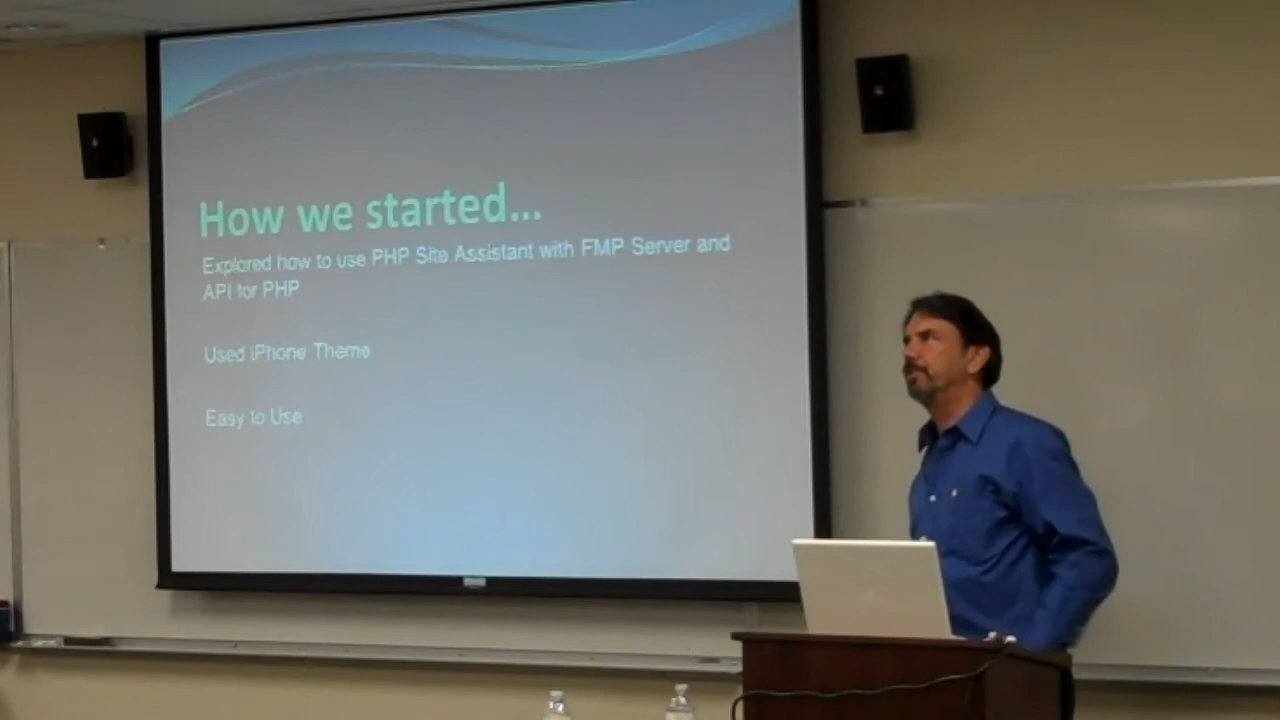 How we started...
Explored how to use PHP Site Assistant with FMP Server and
API for PHP
Used iPhone Theme
Easy to Use